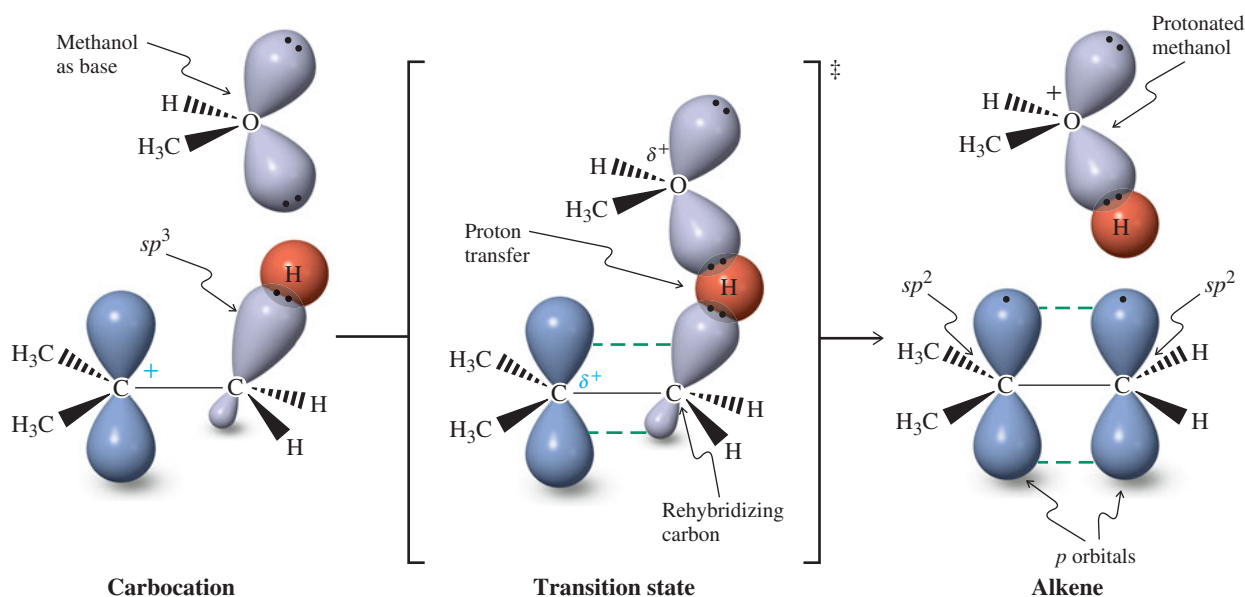 Methanol
as base
H
O
H₃C
sp³
H
H₃C
+
C
C
H₃C
H
H
Carbocation
‡
δ⁺
H
O
H₃C
Proton
transfer
H
H₃C
C
δ⁺
C
H₃C
H
H
Rehybridizing
carbon
Transition state
Protonated
methanol
+
H
O
H₃C
H
sp²
sp²
H₃C
H
C
C
H₃C
H
p orbitals
Alkene